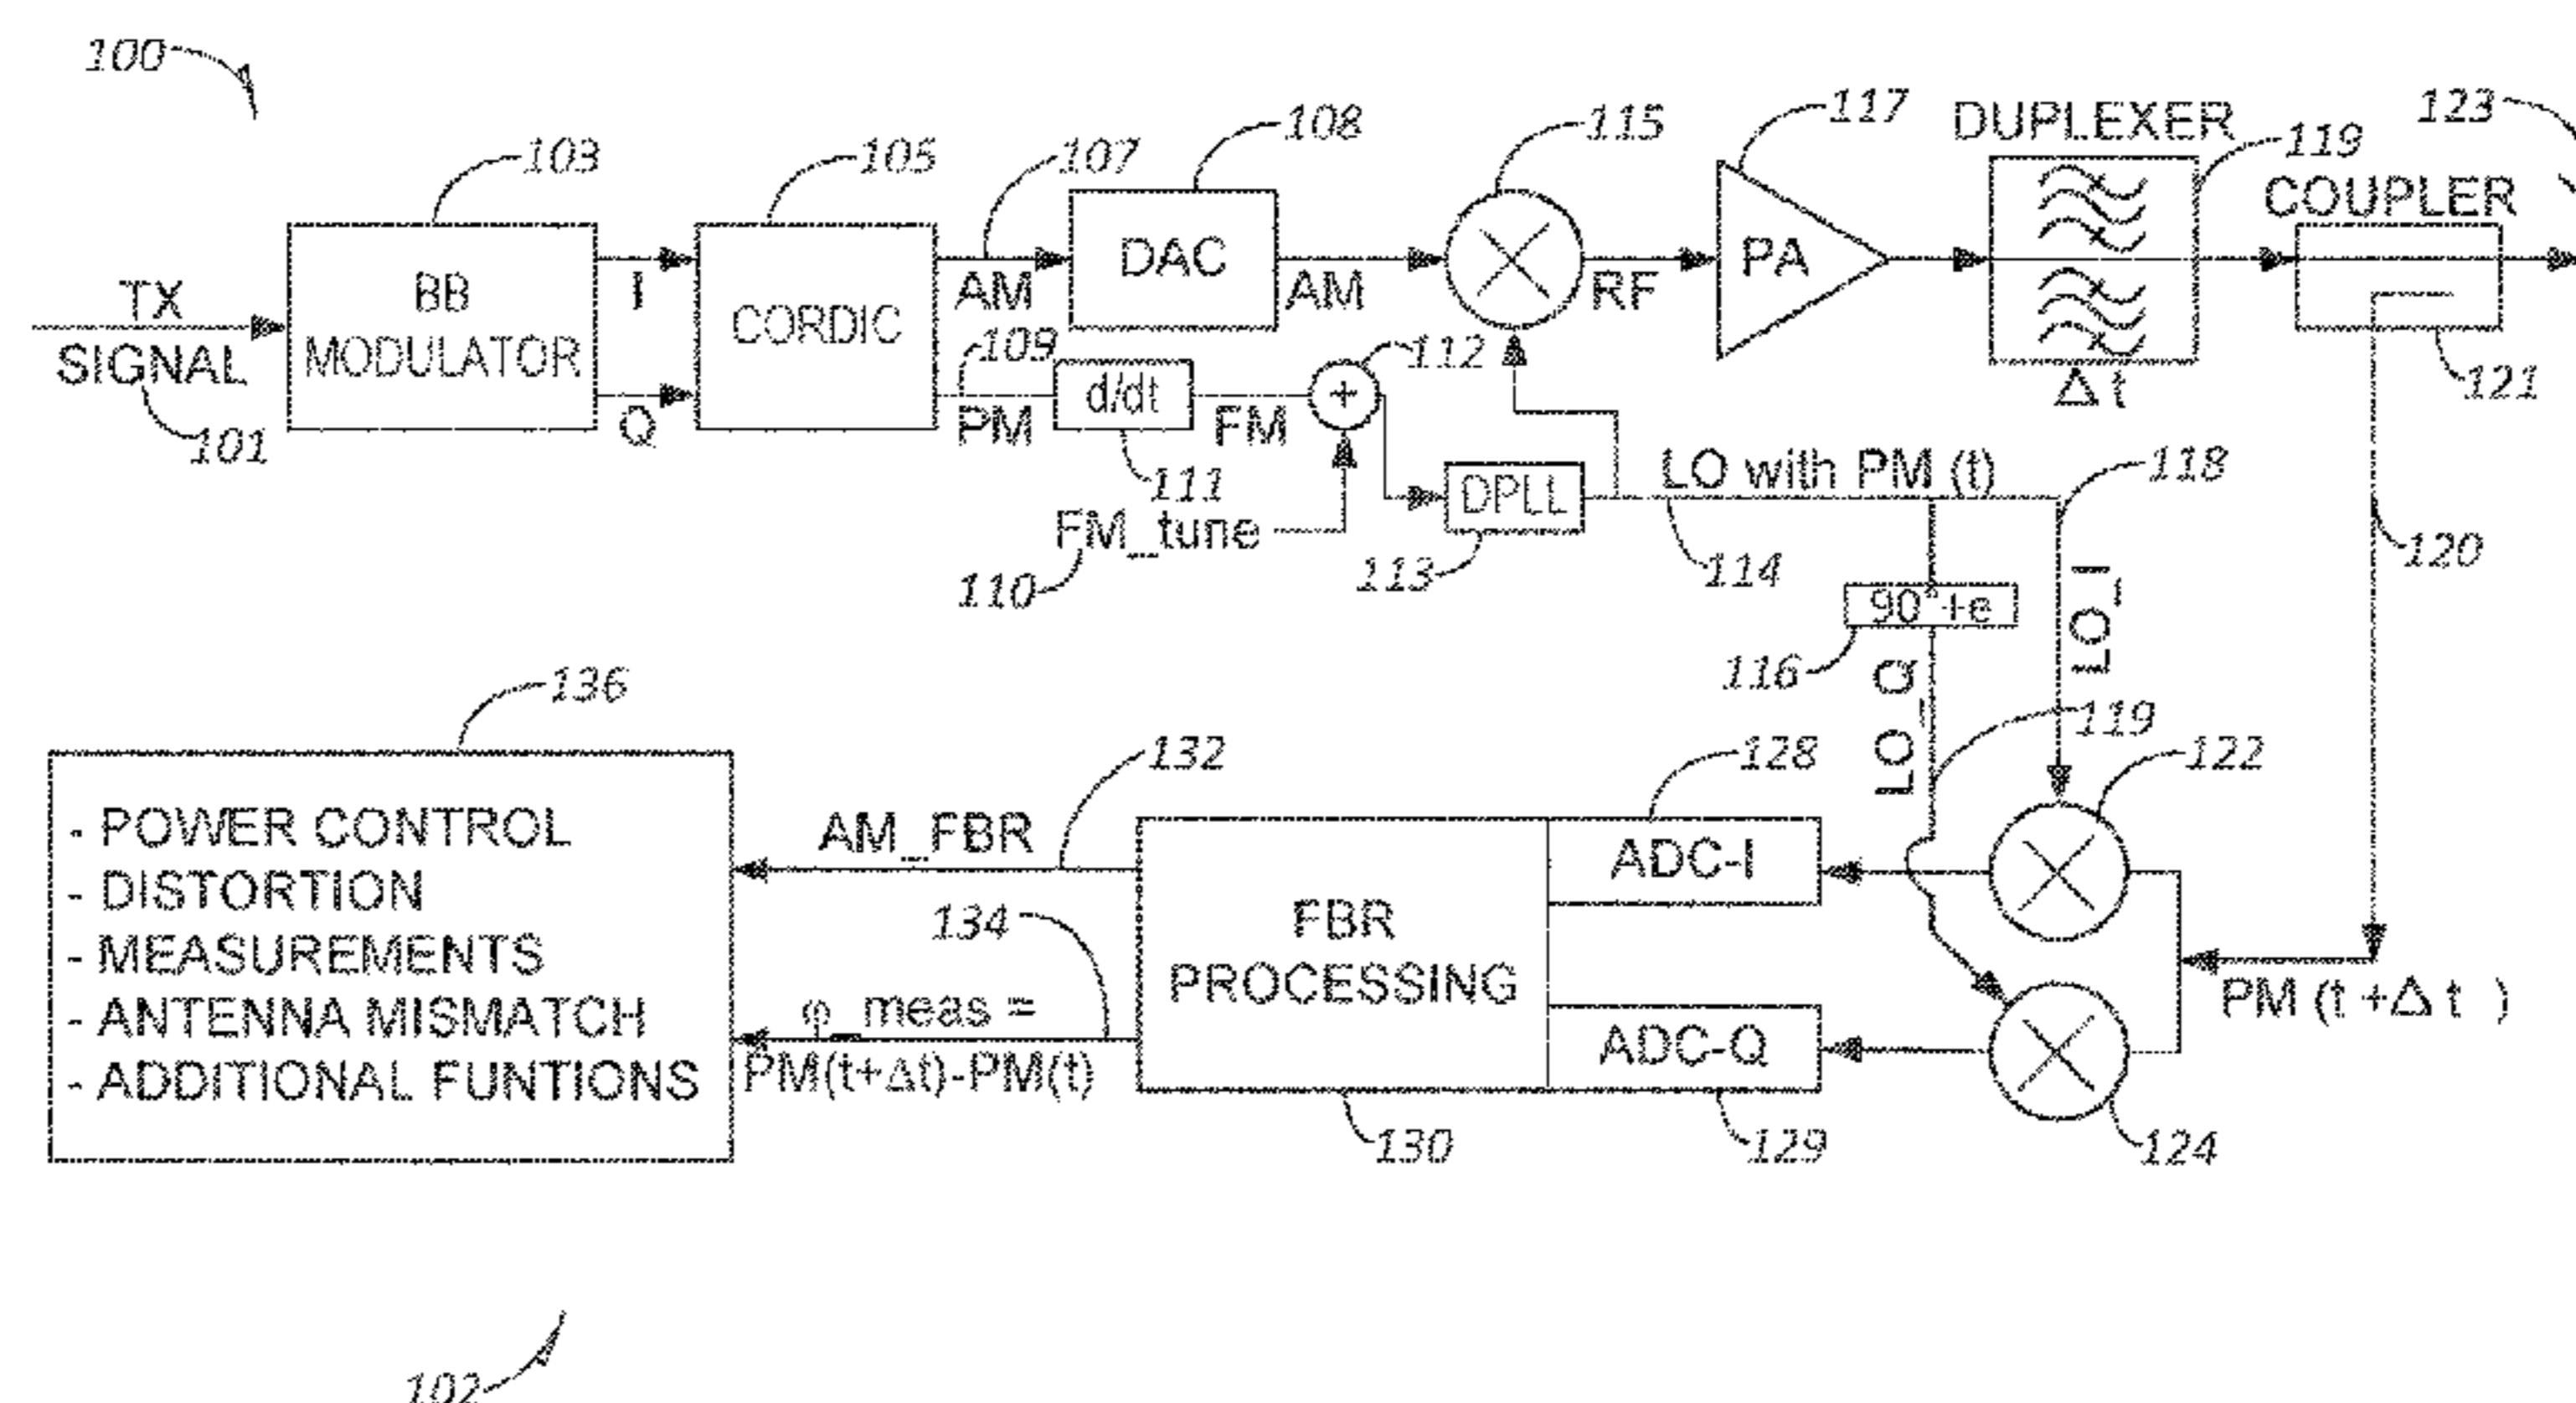 100
103
105
107
108
115
117
DUPLEXER
119
123
COUPLER
TX
SIGNAL
101
BB
MODULATOR
I
Q
CORDIC
AM
109
PM
DAC
AM
d/dt
111
FM
112
+
FM_tune
110
DPLL
113
RF
PA
Δt
121
LO with PM (t)
114
118
120
90°+e
116
LO_Q
LO_I
119
122
124
PM (t +Δ t )
136
- POWER CONTROL
- DISTORTION
- MEASUREMENTS
- ANTENNA MISMATCH
- ADDITIONAL FUNTIONS
132
AM_FBR
134
φ_meas =
PM(t+Δt)-PM(t)
FBR
PROCESSING
130
128
ADC-I
ADC-Q
129
102